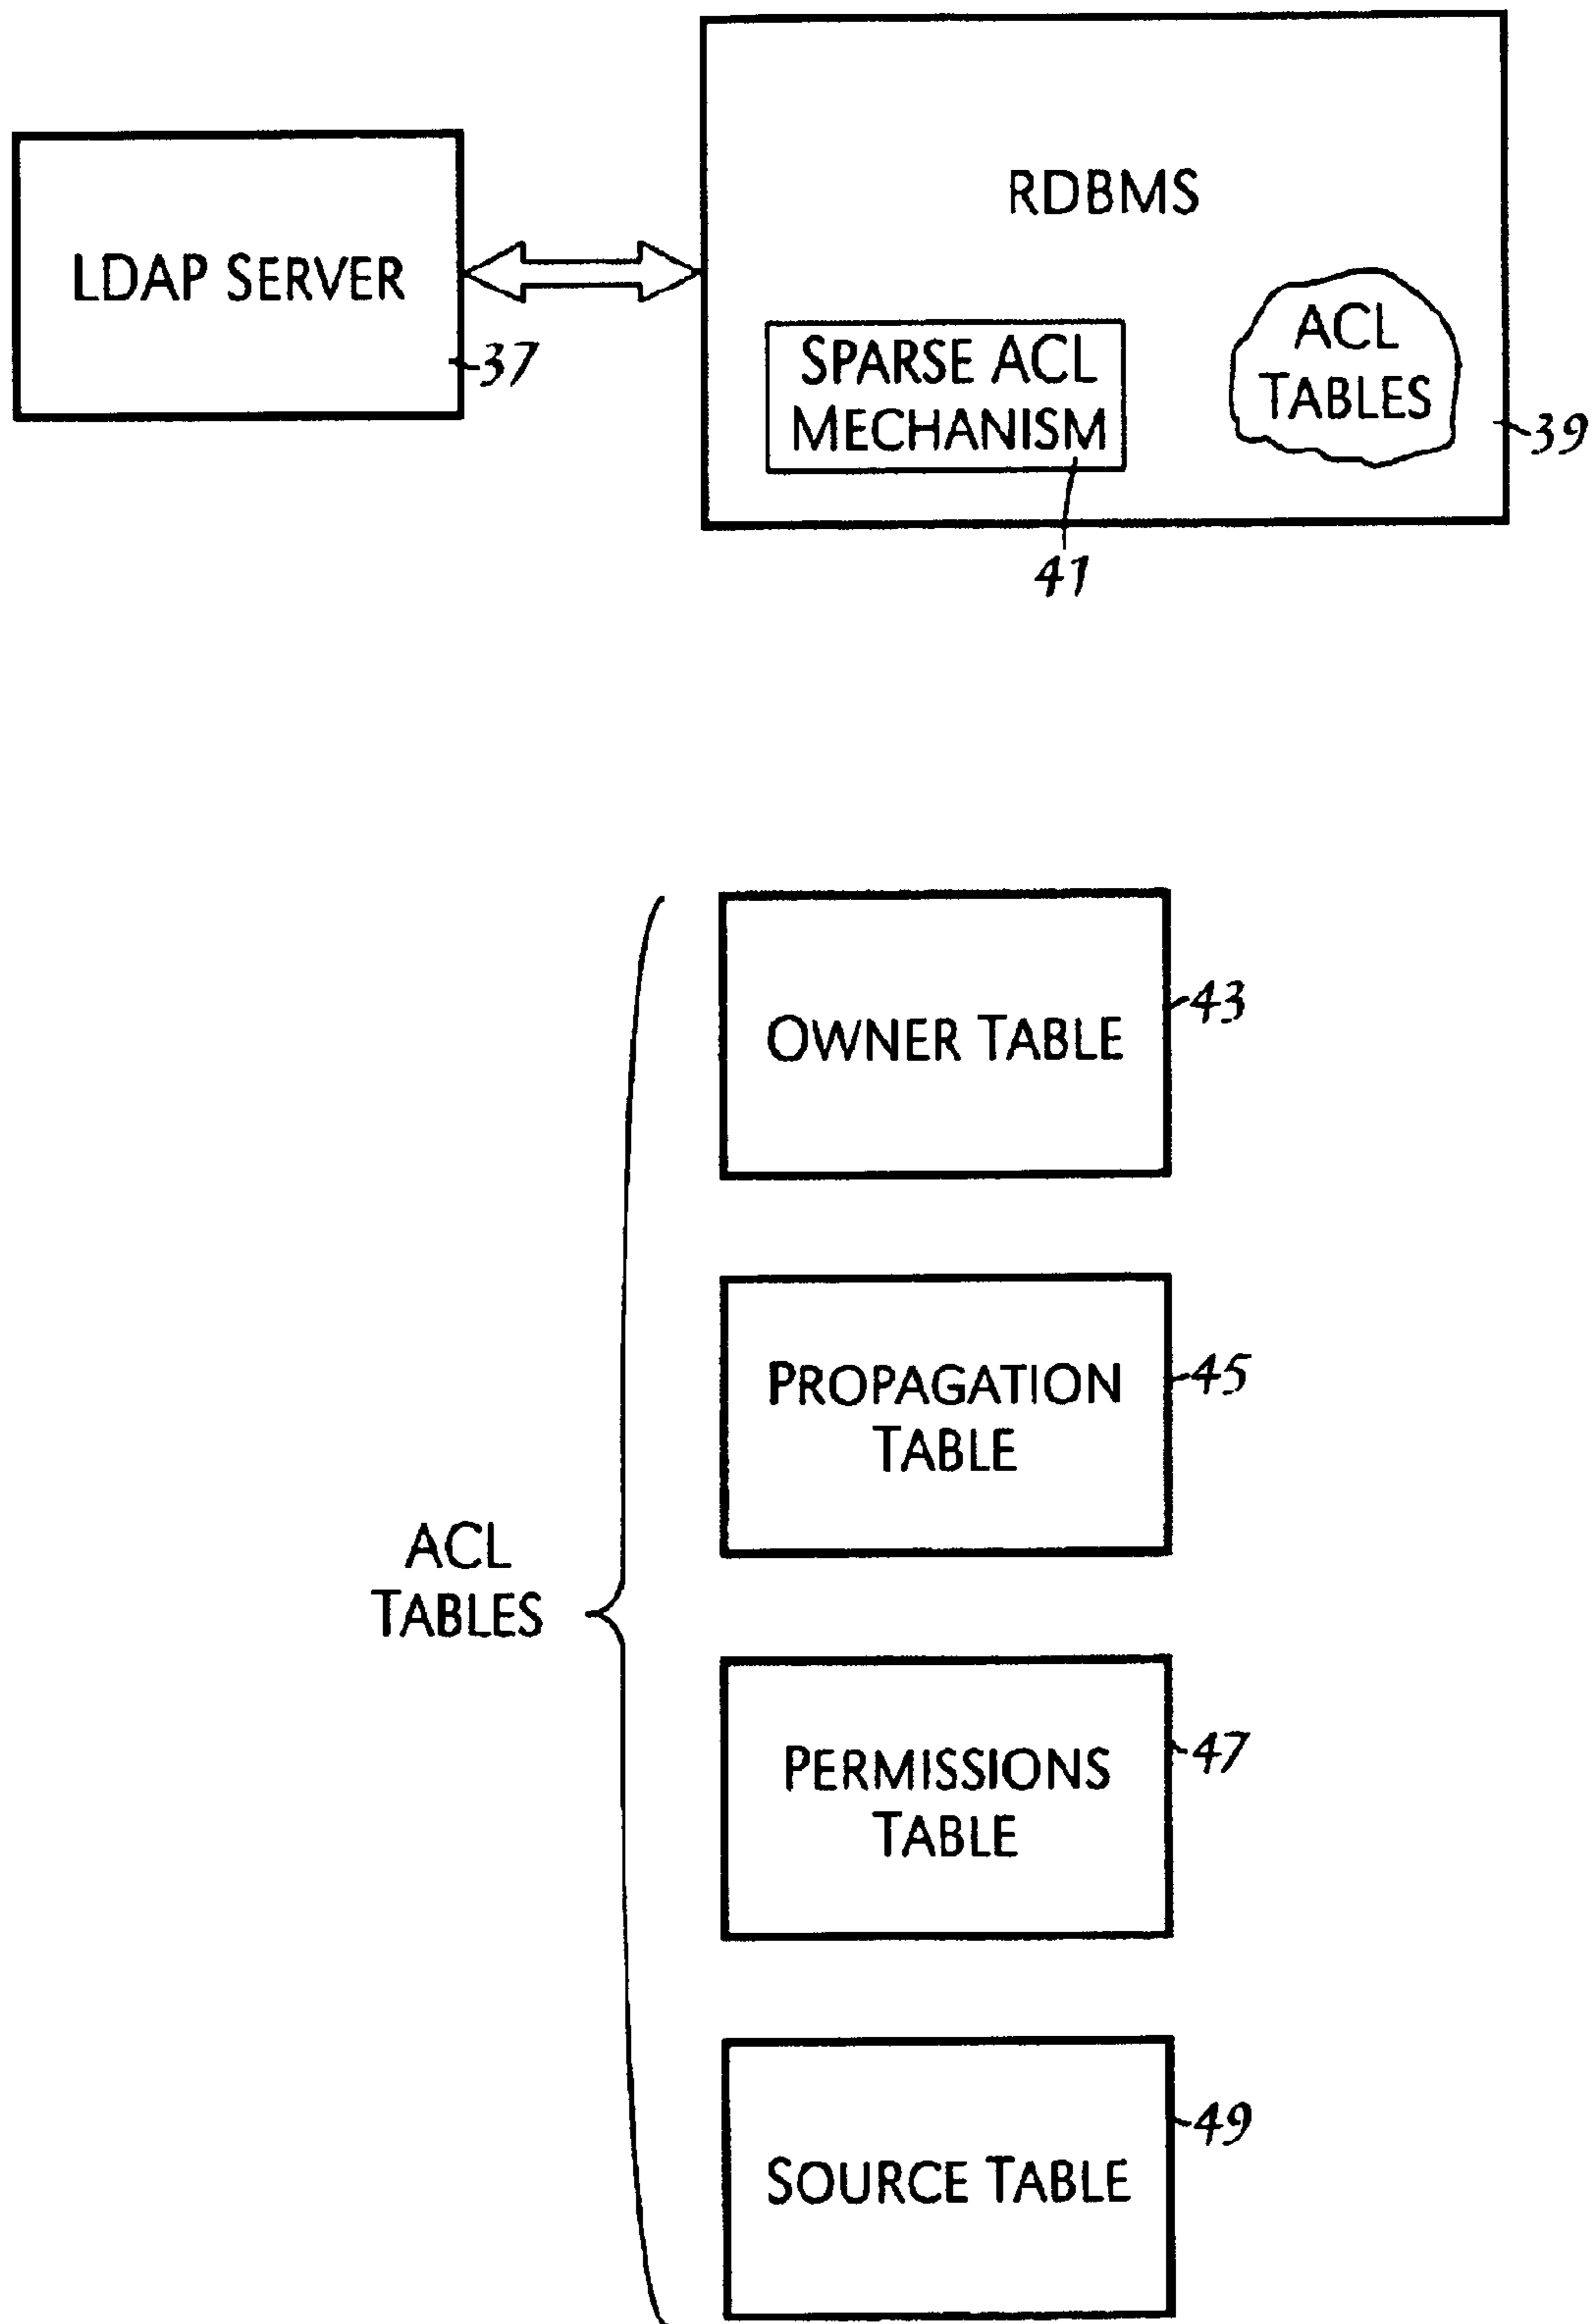 RDBMS
LDAP SERVER
37
SPARSE ACL
MECHANISM
41
ACL
TABLES
39
ACL
TABLES
OWNER TABLE
43
PROPAGATION
TABLE
45
PERMISSIONS
TABLE
47
SOURCE TABLE
49